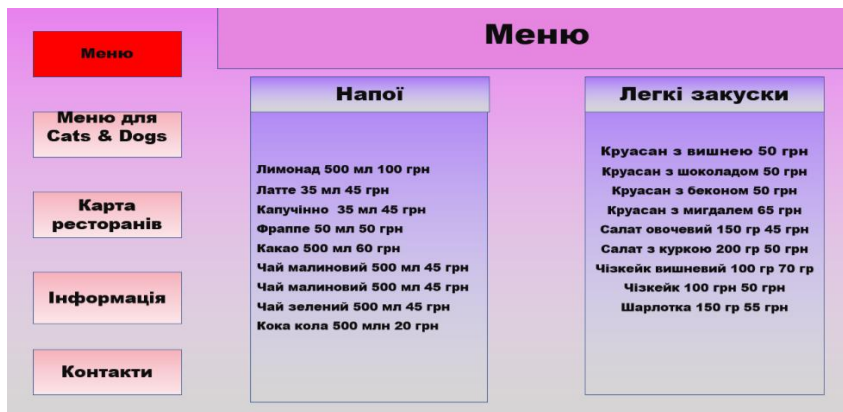 Меню
Меню для
Cats & Dogs
Карта
ресторанів
Інформація
Контакти
Меню
Напої
Лимонад 500 мл 100 грн
Латте 35 мл 45 грн
Капучінно 35 мл 45 грн
Фраппе 50 мл 50 грн
Какао 500 мл 60 грн
Чай малиновий 500 мл 45 грн
Чай малиновий 500 мл 45 грн
Чай зелений 500 мл 45 грн
Кока кола 500 млн 20 грн
Легкі закуски
Круасан з вишнею 50 грн
Круасан з шоколадом 50 грн
Круасан з беконом 50 грн
Круасан з мигдалем 65 грн
Салат овочевий 150 гр 45 грн
Салат з куркою 200 гр 50 грн
Чізкейк вишневий 100 гр 70 гр
Чізкейк 100 грн 50 грн
Шарлотка 150 гр 55 грн